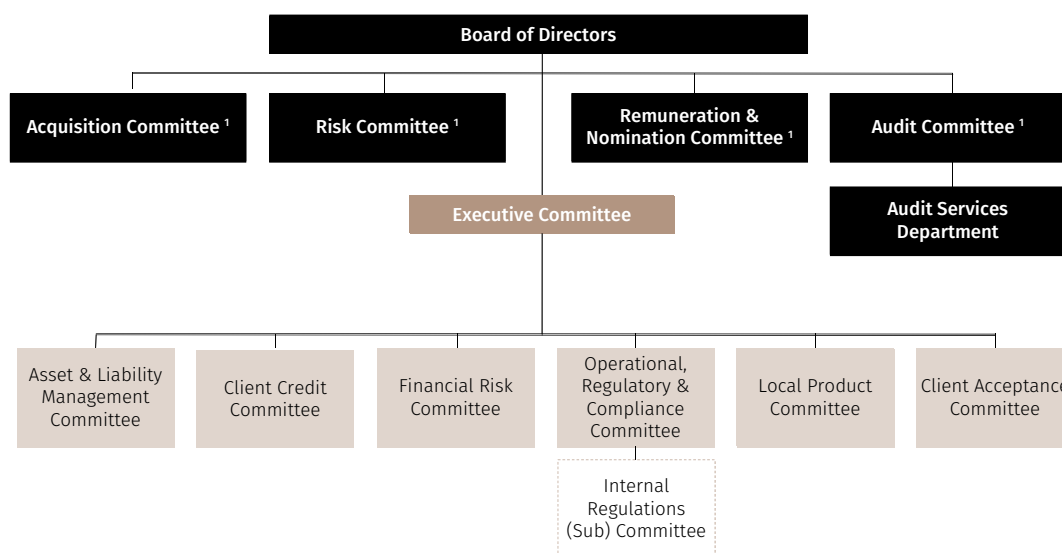 Board of Directors
Acquisition Committee ¹
Risk Committee ¹
Remuneration &
Nomination Committee ¹
Audit Committee ¹
Executive Committee
Audit Services
Department
Asset & Liability
Management
Committee
Client Credit
Committee
Financial Risk
Committee
Operational,
Regulatory &
Compliance
Committee
Local Product
Committee
Client Acceptance
Committee
Internal
Regulations
(Sub) Committee